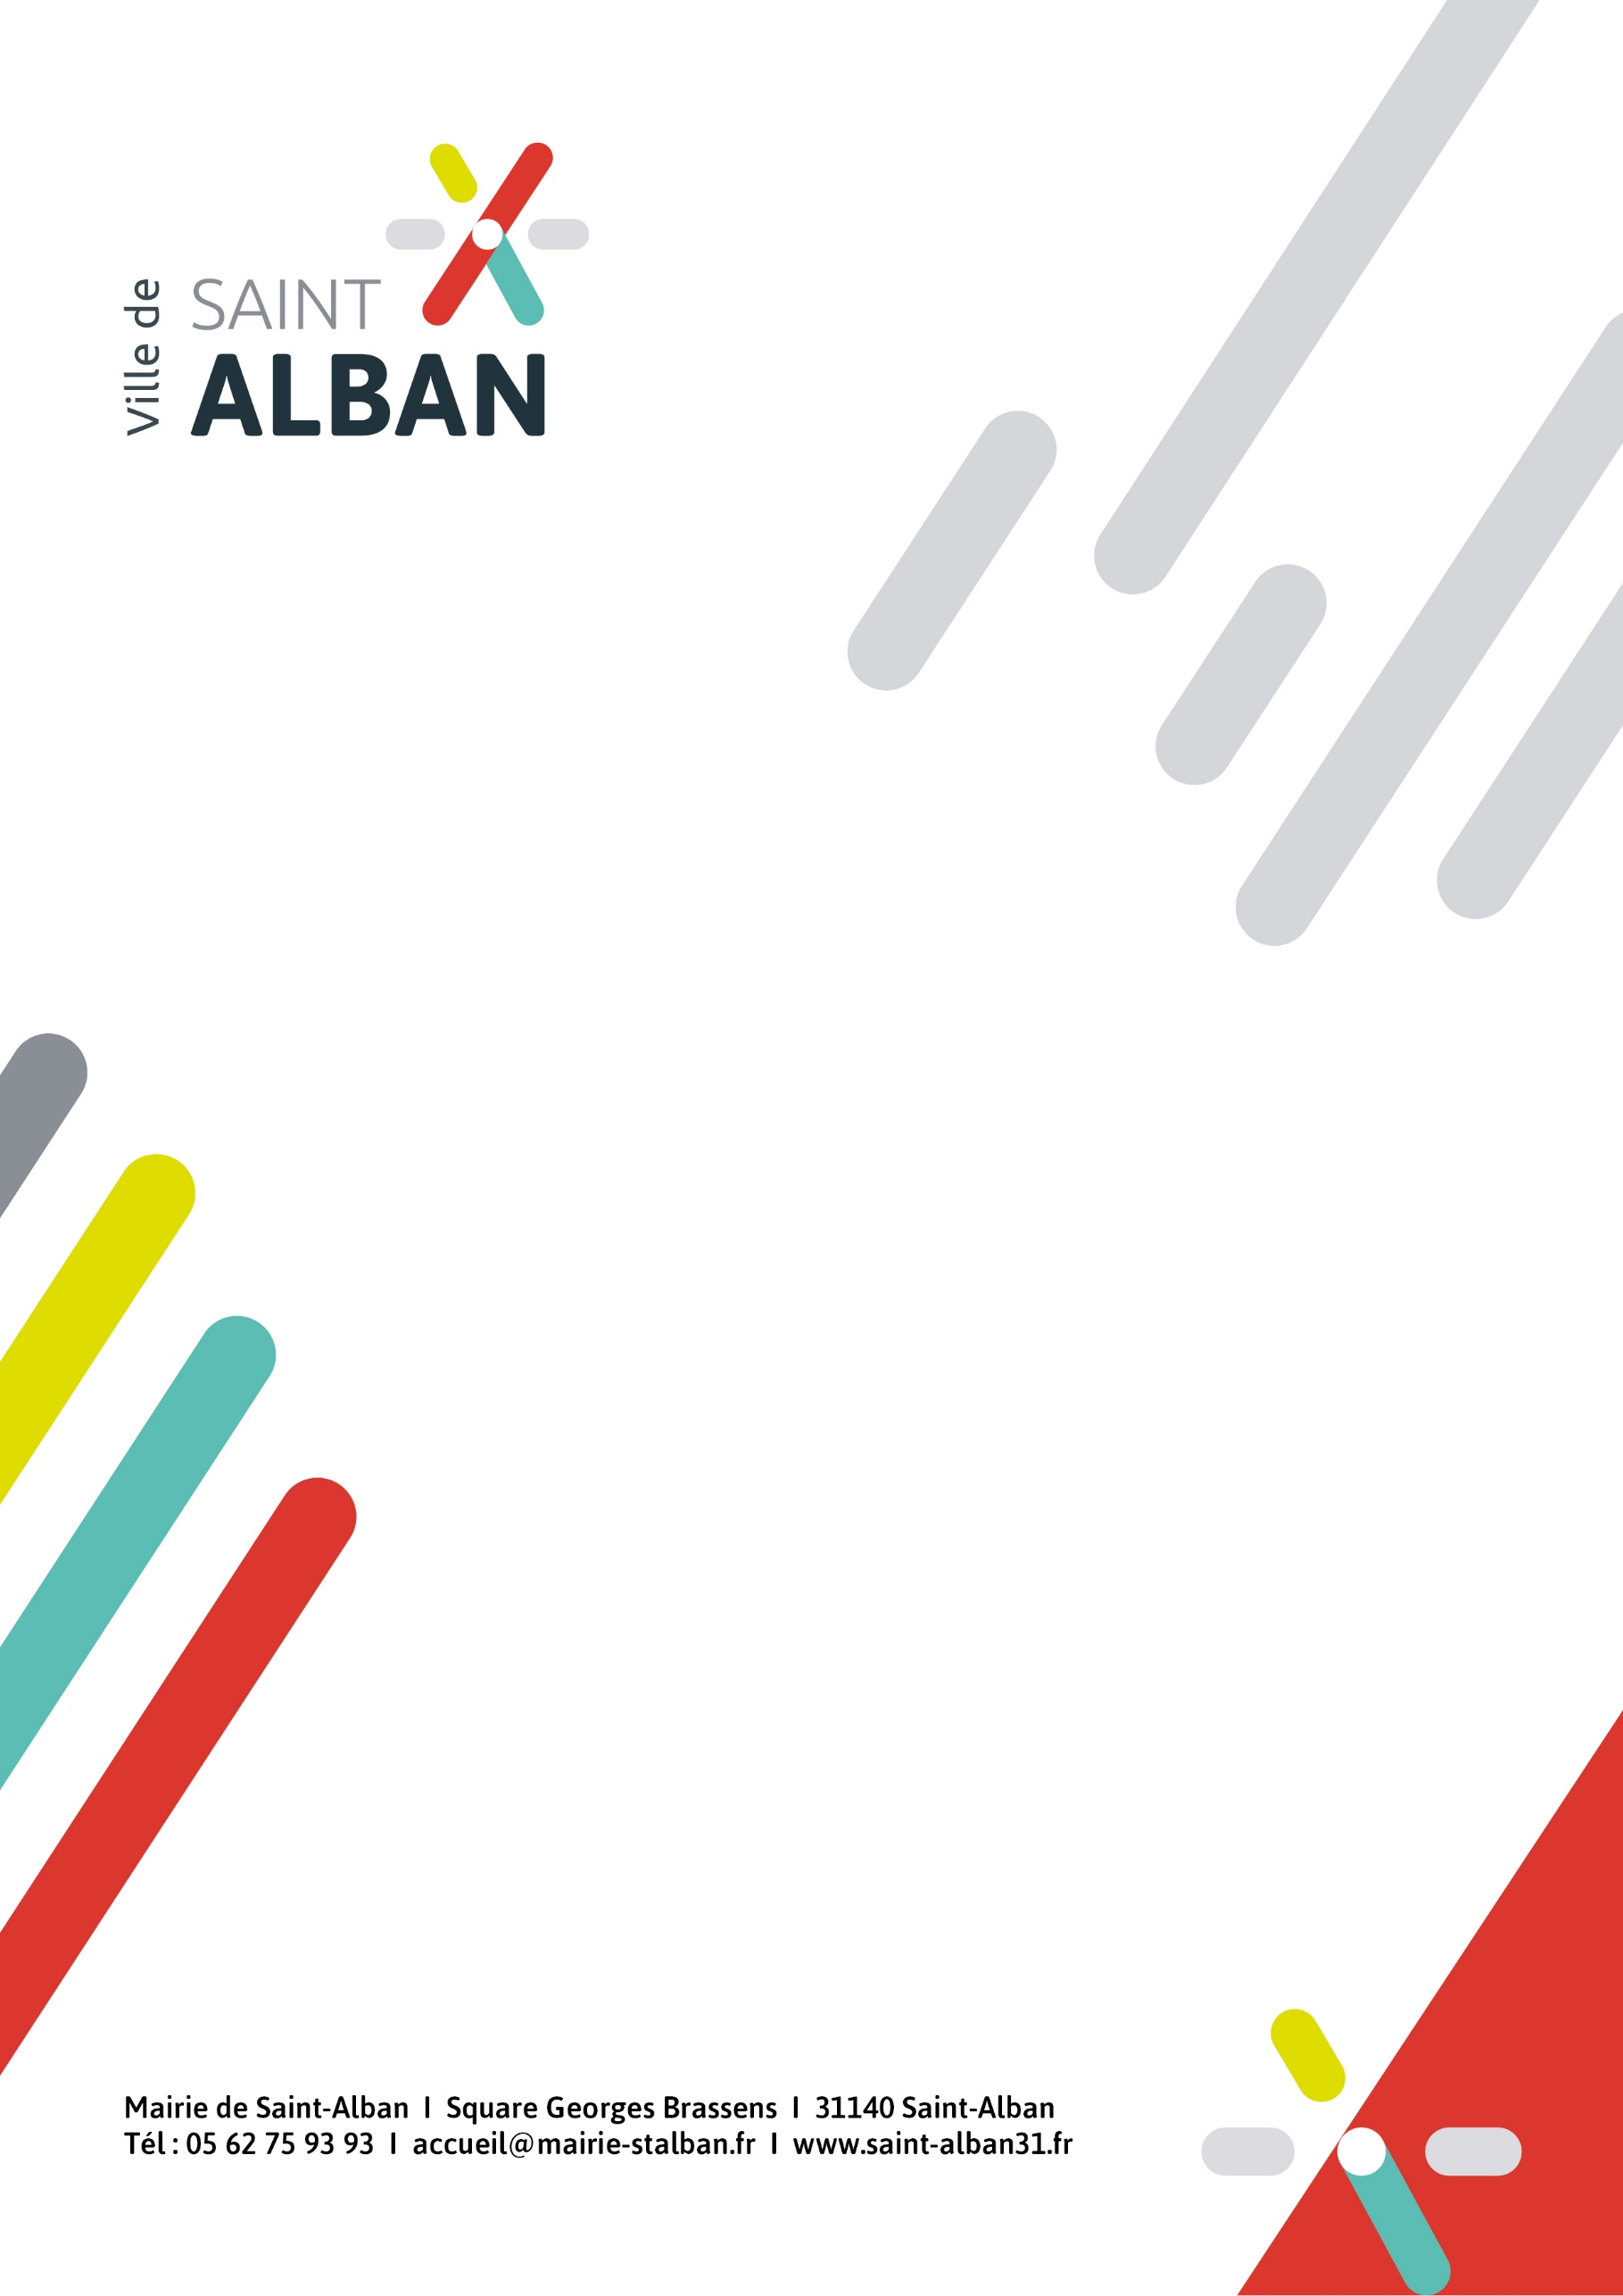 Ville de
SAINT
ALBAN
Mairie de Saint-Alban I Square Georges Brassens I 31140 Saint-Alban
Tél : 05 62 75 93 93 I accueil@mairie-stalban.fr I www.saint-alban31.fr